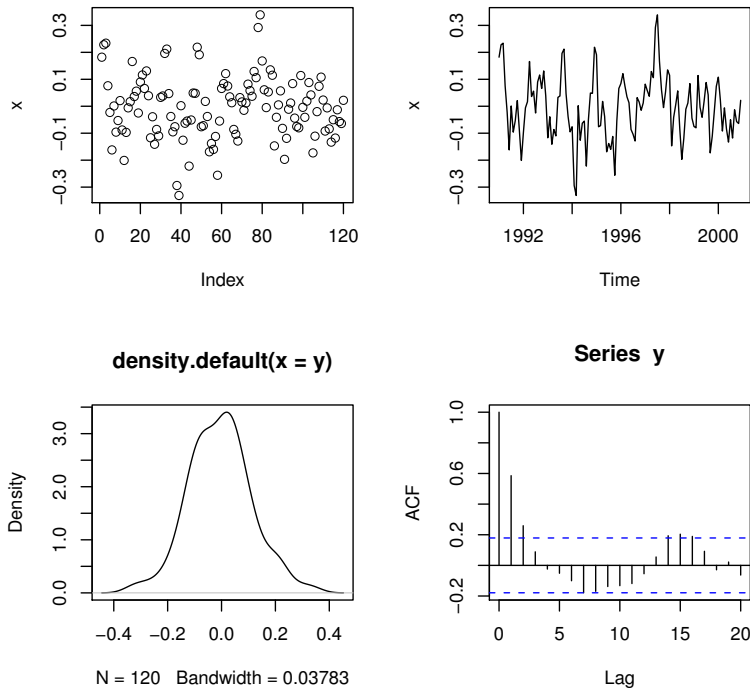 x
0.3
0.1
−0.1
−0.3
0 20 40 60 80 120
Index
x
0.3
0.1
−0.1
−0.3
1992 1996 2000
Time
density.default(x = y)
Density
3.0
2.0
1.0
0.0
−0.4 −0.2 0.0 0.2 0.4
N = 120 Bandwidth = 0.03783
Series y
ACF
1.0
0.6
0.2
−0.2
0 5 10 15 20
Lag